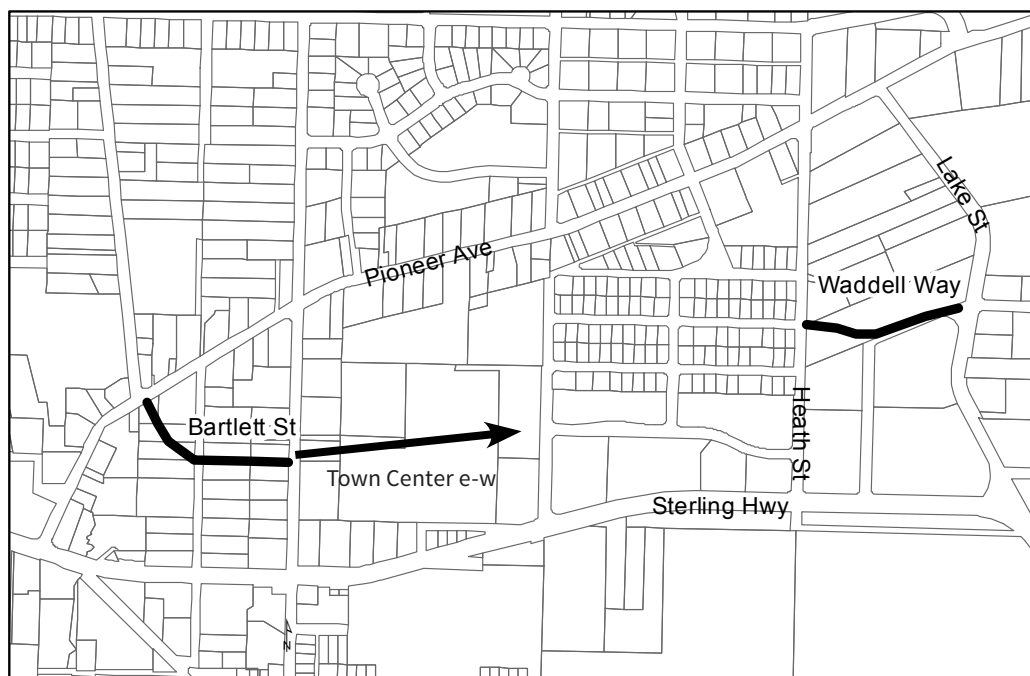 Lake St
Pioneer Ave
Waddell Way
Heath St
Bartlett St
Town Center e-w
Sterling Hwy